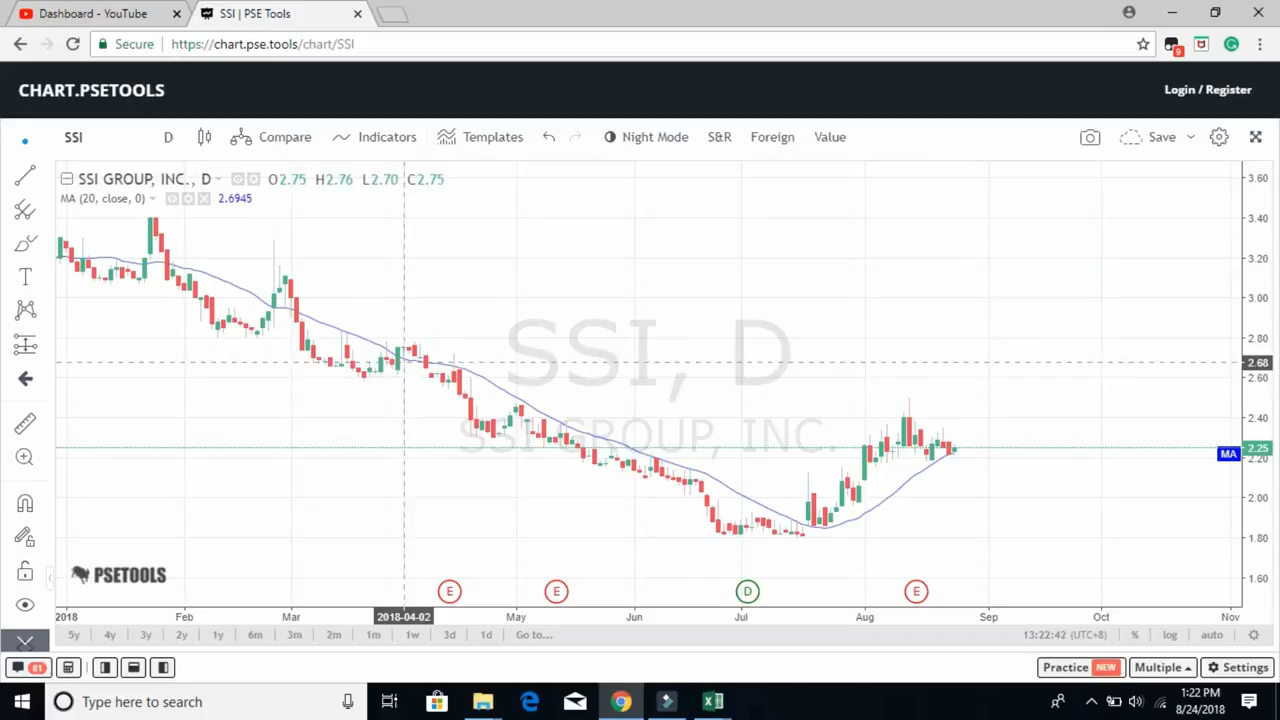 Dashboard - YouTube
SSI | PSE Tools
Secure
https://chart.pse.tools/chart/SSI
9
CHART.PSETOOLS
Login / Register
SSI
D
Compare
Indicators
Templates
Night Mode
S&R
Foreign
Value
Save
SSI GROUP, INC., D
O2.75 H2.76 L2.70 C2.75
MA (20, close, 0)
2.6945
SSI, D
SSI GROUP, INC.
T
3.60
3.40
3.20
3.00
2.80
2.68
2.60
2.40
2.25
MA
2.20
2.00
1.80
1.60
PSETOOLS
E
E
D
E
2018
Feb
Mar
2018-04-02
May
Jun
Jul
Aug
Sep
Oct
Nov
5y
4y
3y
2y
1y
6m
3m
2m
1m
1w
3d
1d
Go to...
13:22:42 (UTC+8)
%
log
auto
81
Practice NEW
Multiple
Settings
Type here to search
1:22 PM
8/24/2018